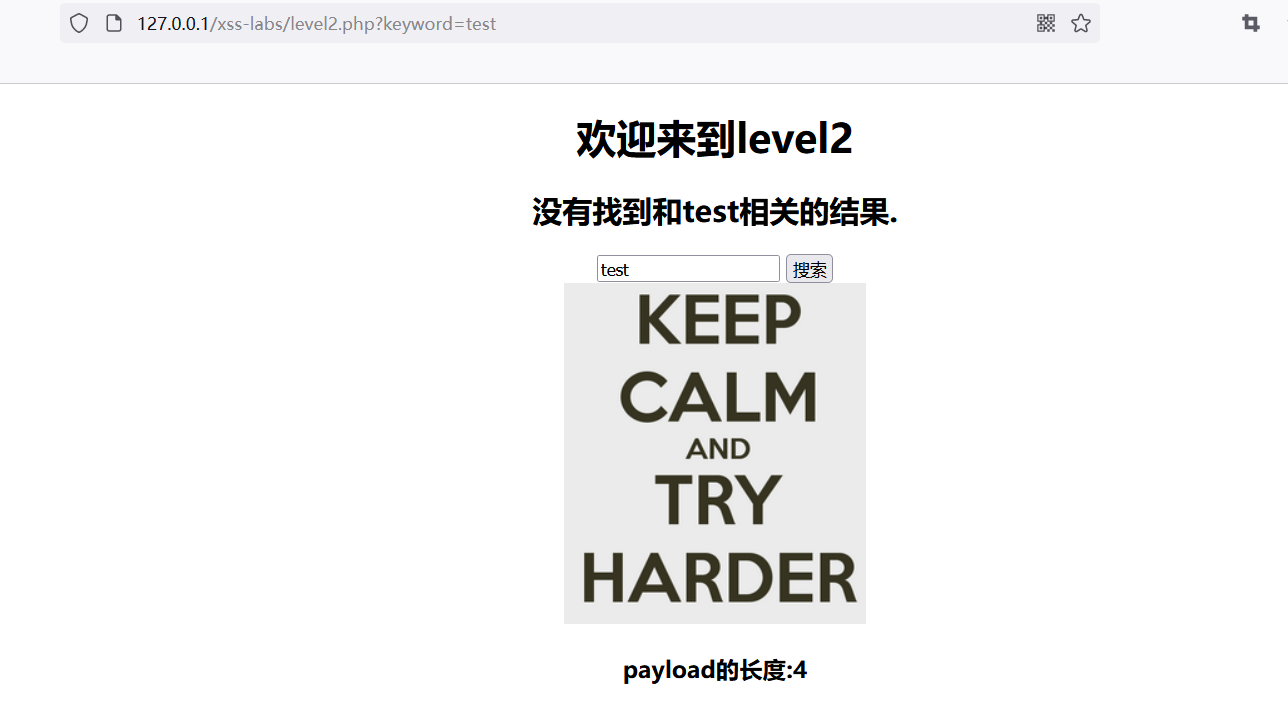 127.0.0.1/xss-labs/level2.php?keyword=test
欢迎来到level2
没有找到和test相关的结果.
test 搜索
KEEP
CALM
AND
TRY
HARDER
payload的长度:4